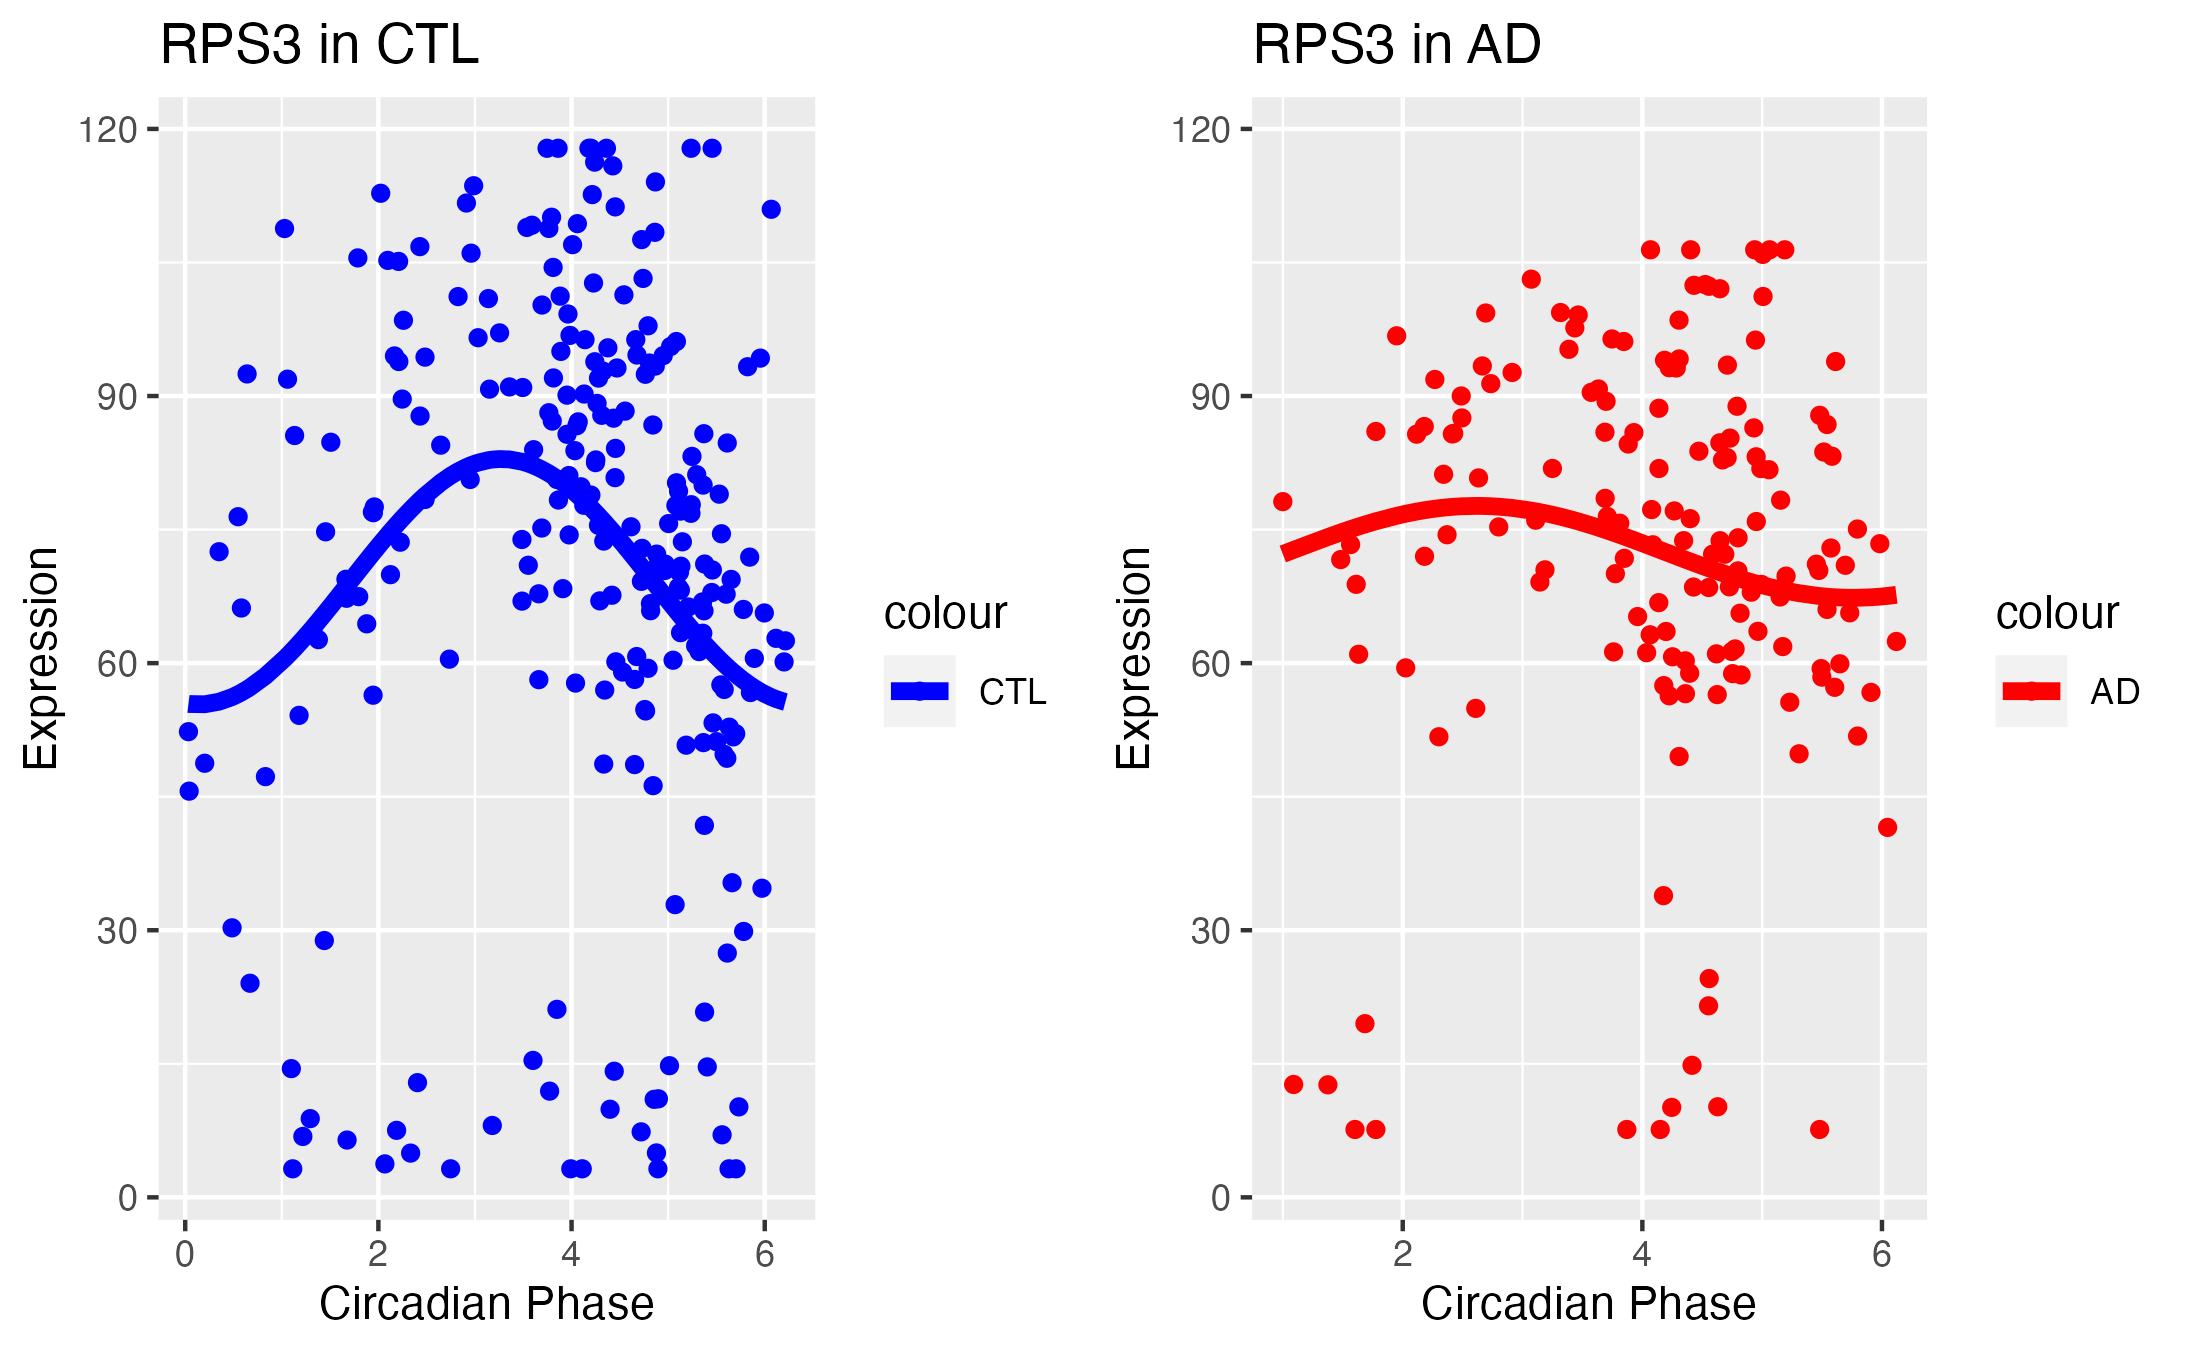 RPS3 in CTL
120
90
60
30
0
Expression
0 2 4 6
Circadian Phase
colour
CTL
RPS3 in AD
120
90
60
30
0
Expression
2 4 6
Circadian Phase
colour
AD